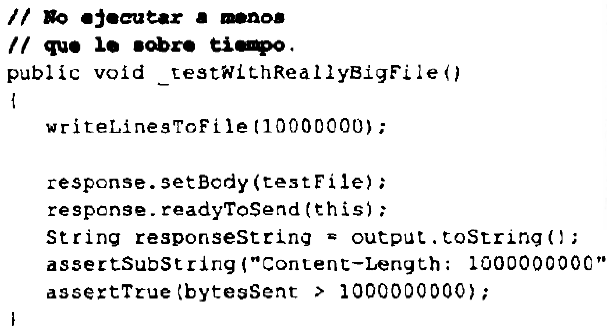 // No ejecutar a menos
// que le sobre tiempo.
public void _testWithReallyBigFile()
{
writeLinesToFile(10000000);
response.setBody(testFile);
response.readyToSend(this);
String responseString = output.toString();
assertSubString("Content-Length: 1000000000"
assertTrue(bytesSent > 1000000000);
}